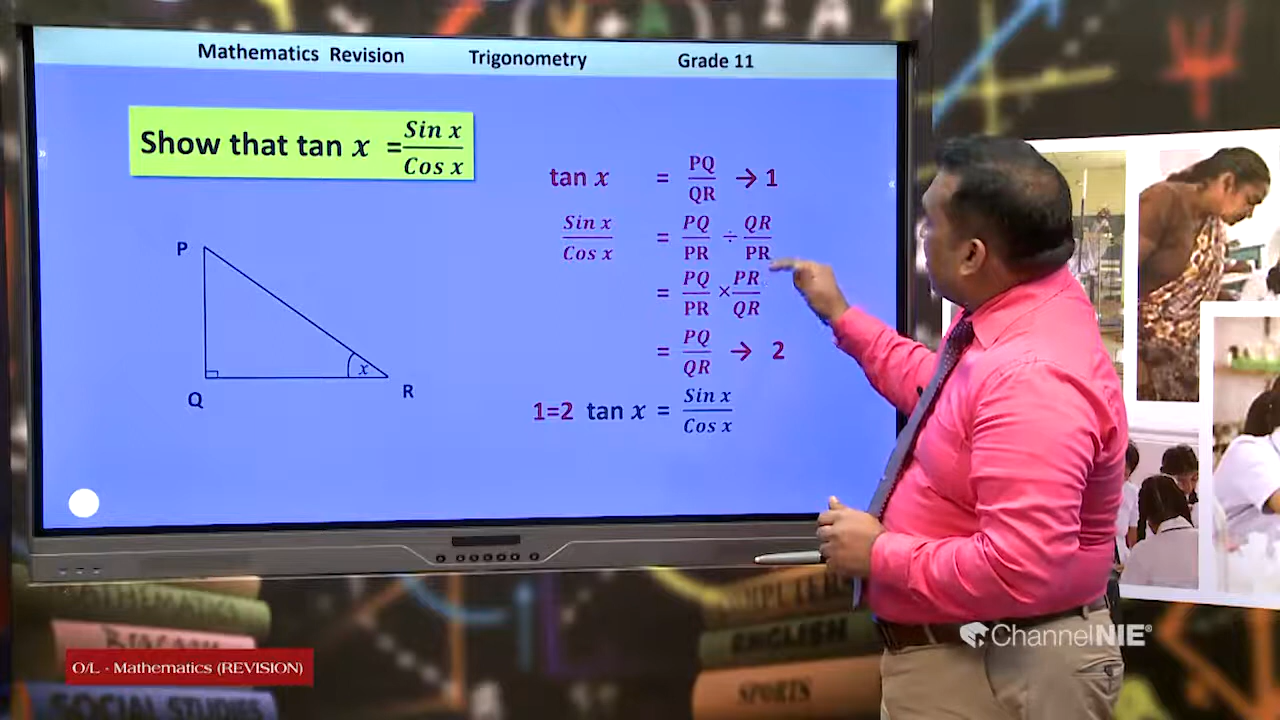 Mathematics Revision Trigonometry Grade 11
Show that tan x = Sin x / Cos x
tan x = PQ / QR → 1
Sin x / Cos x = PQ / PR ÷ QR / PR
= PQ / PR × PR / QR
= PQ / QR → 2
1=2 tan x = Sin x / Cos x
P
Q
R
x
MATHEMATICS
ENGLISH
SPORTS
SOCIAL STUDIES
O/L - Mathematics (REVISION)
ChannelNIE®